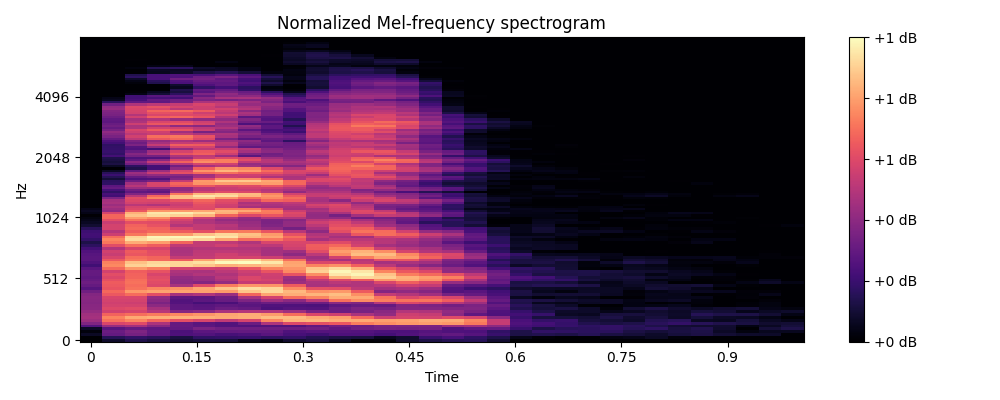 Normalized Mel-frequency spectrogram
+1 dB
4096
+1 dB
2048
+1 dB
Hz
1024
+0 dB
512
+0 dB
0
+0 dB
0 0.15 0.3 0.45 0.6 0.75 0.9
Time